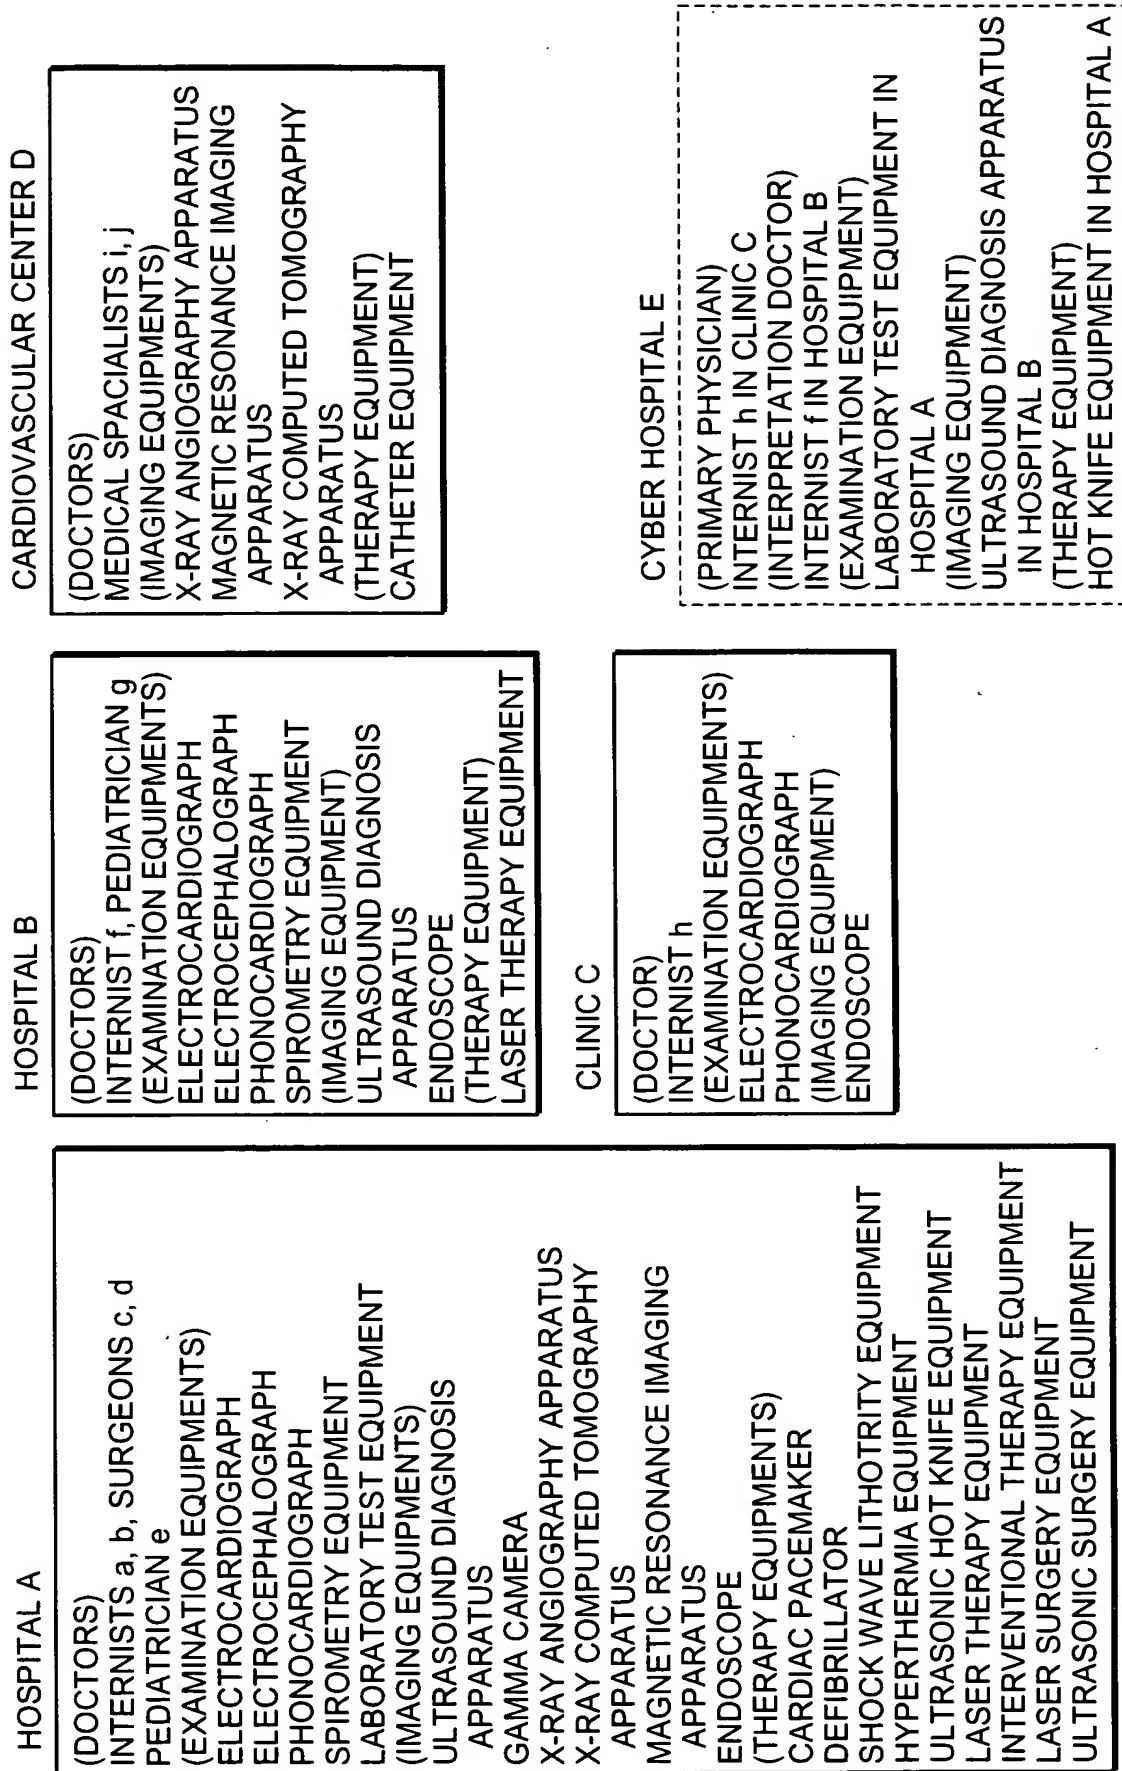 HOSPITAL A
(DOCTORS)
INTERNISTS a, b, SURGEONS c, d
PEDIATRICIAN e
(EXAMINATION EQUIPMENTS)
ELECTROCARDIOGRAPH
ELECTROCEPHALOGRAPH
PHONOCARDIOGRAPH
SPIROMETRY EQUIPMENT
LABORATORY TEST EQUIPMENT
(IMAGING EQUIPMENTS)
ULTRASOUND DIAGNOSIS
APPARATUS
GAMMA CAMERA
X-RAY ANGIOGRAPHY APPARATUS
X-RAY COMPUTED TOMOGRAPHY
APPARATUS
MAGNETIC RESONANCE IMAGING
APPARATUS
ENDOSCOPE
(THERAPY EQUIPMENTS)
CARDIAC PACEMAKER
DEFIBRILLATOR
SHOCK WAVE LITHOTRITY EQUIPMENT
HYPERTHERMIA EQUIPMENT
ULTRASONIC HOT KNIFE EQUIPMENT
LASER THERAPY EQUIPMENT
INTERVENTIONAL THERAPY EQUIPMENT
LASER SURGERY EQUIPMENT
ULTRASONIC SURGERY EQUIPMENT
HOSPITAL B
(DOCTORS)
INTERNIST f, PEDIATRICIAN g
(EXAMINATION EQUIPMENTS)
ELECTROCARDIOGRAPH
ELECTROCEPHALOGRAPH
PHONOCARDIOGRAPH
SPIROMETRY EQUIPMENT
(IMAGING EQUIPMENT)
ULTRASOUND DIAGNOSIS
APPARATUS
ENDOSCOPE
(THERAPY EQUIPMENT)
LASER THERAPY EQUIPMENT
CLINIC C
(DOCTOR)
INTERNIST h
(EXAMINATION EQUIPMENTS)
ELECTROCARDIOGRAPH
PHONOCARDIOGRAPH
(IMAGING EQUIPMENT)
ENDOSCOPE
CARDIOVASCULAR CENTER D
(DOCTORS)
MEDICAL SPACIALISTS i, j
(IMAGING EQUIPMENTS)
X-RAY ANGIOGRAPHY APPARATUS
MAGNETIC RESONANCE IMAGING
APPARATUS
X-RAY COMPUTED TOMOGRAPHY
APPARATUS
(THERAPY EQUIPMENT)
CATHETER EQUIPMENT
CYBER HOSPITAL E
(PRIMARY PHYSICIAN)
INTERNIST h IN CLINIC C
(INTERPRETATION DOCTOR)
INTERNIST f IN HOSPITAL B
(EXAMINATION EQUIPMENT)
LABORATORY TEST EQUIPMENT IN
HOSPITAL A
(IMAGING EQUIPMENT)
ULTRASOUND DIAGNOSIS APPARATUS
IN HOSPITAL B
(THERAPY EQUIPMENT)
HOT KNIFE EQUIPMENT IN HOSPITAL A